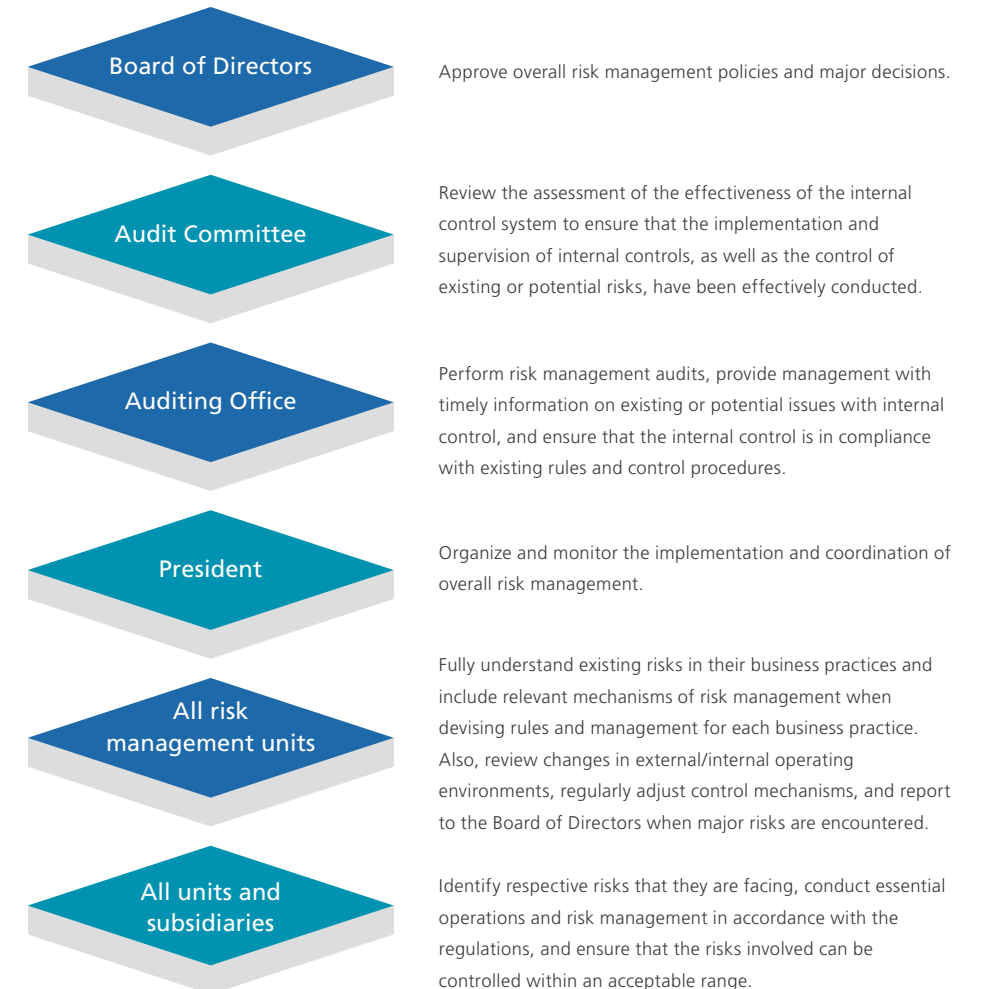 Board of Directors
Approve overall risk management policies and major decisions.
Audit Committee
Review the assessment of the effectiveness of the internal
control system to ensure that the implementation and
supervision of internal controls, as well as the control of
existing or potential risks, have been effectively conducted.
Auditing Office
Perform risk management audits, provide management with
timely information on existing or potential issues with internal
control, and ensure that the internal control is in compliance
with existing rules and control procedures.
President
Organize and monitor the implementation and coordination of
overall risk management.
All risk
management units
Fully understand existing risks in their business practices and
include relevant mechanisms of risk management when
devising rules and management for each business practice.
Also, review changes in external/internal operating
environments, regularly adjust control mechanisms, and report
to the Board of Directors when major risks are encountered.
All units and
subsidiaries
Identify respective risks that they are facing, conduct essential
operations and risk management in accordance with the
regulations, and ensure that the risks involved can be
controlled within an acceptable range.